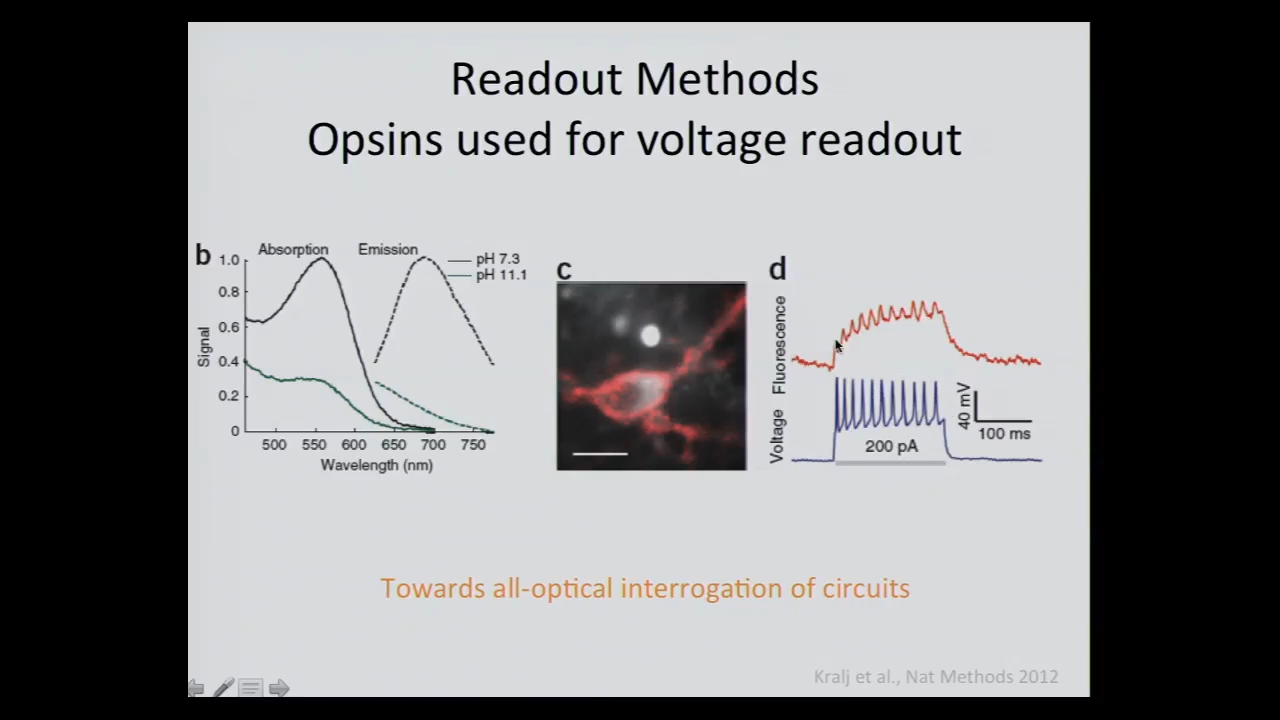 Readout Methods
Opsins used for voltage readout
b
Absorption
Emission
pH 7.3
pH 11.1
1.0
0.8
0.6
0.4
0.2
0
Signal
500 550 600 650 700 750
Wavelength (nm)
c
d
Fluorescence
Voltage
200 pA
40 mV
100 ms
Towards all-optical interrogation of circuits
Kralj et al., Nat Methods 2012